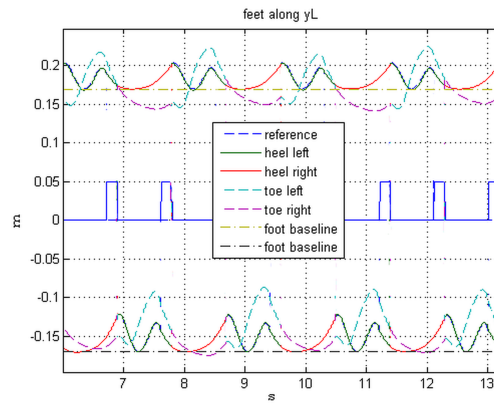 feet along yL
0.2
0.15
0.1
0.05
0
-0.05
-0.1
-0.15
m
reference
heel left
heel right
toe left
toe right
foot baseline
foot baseline
7 8 9 10 11 12 13
s